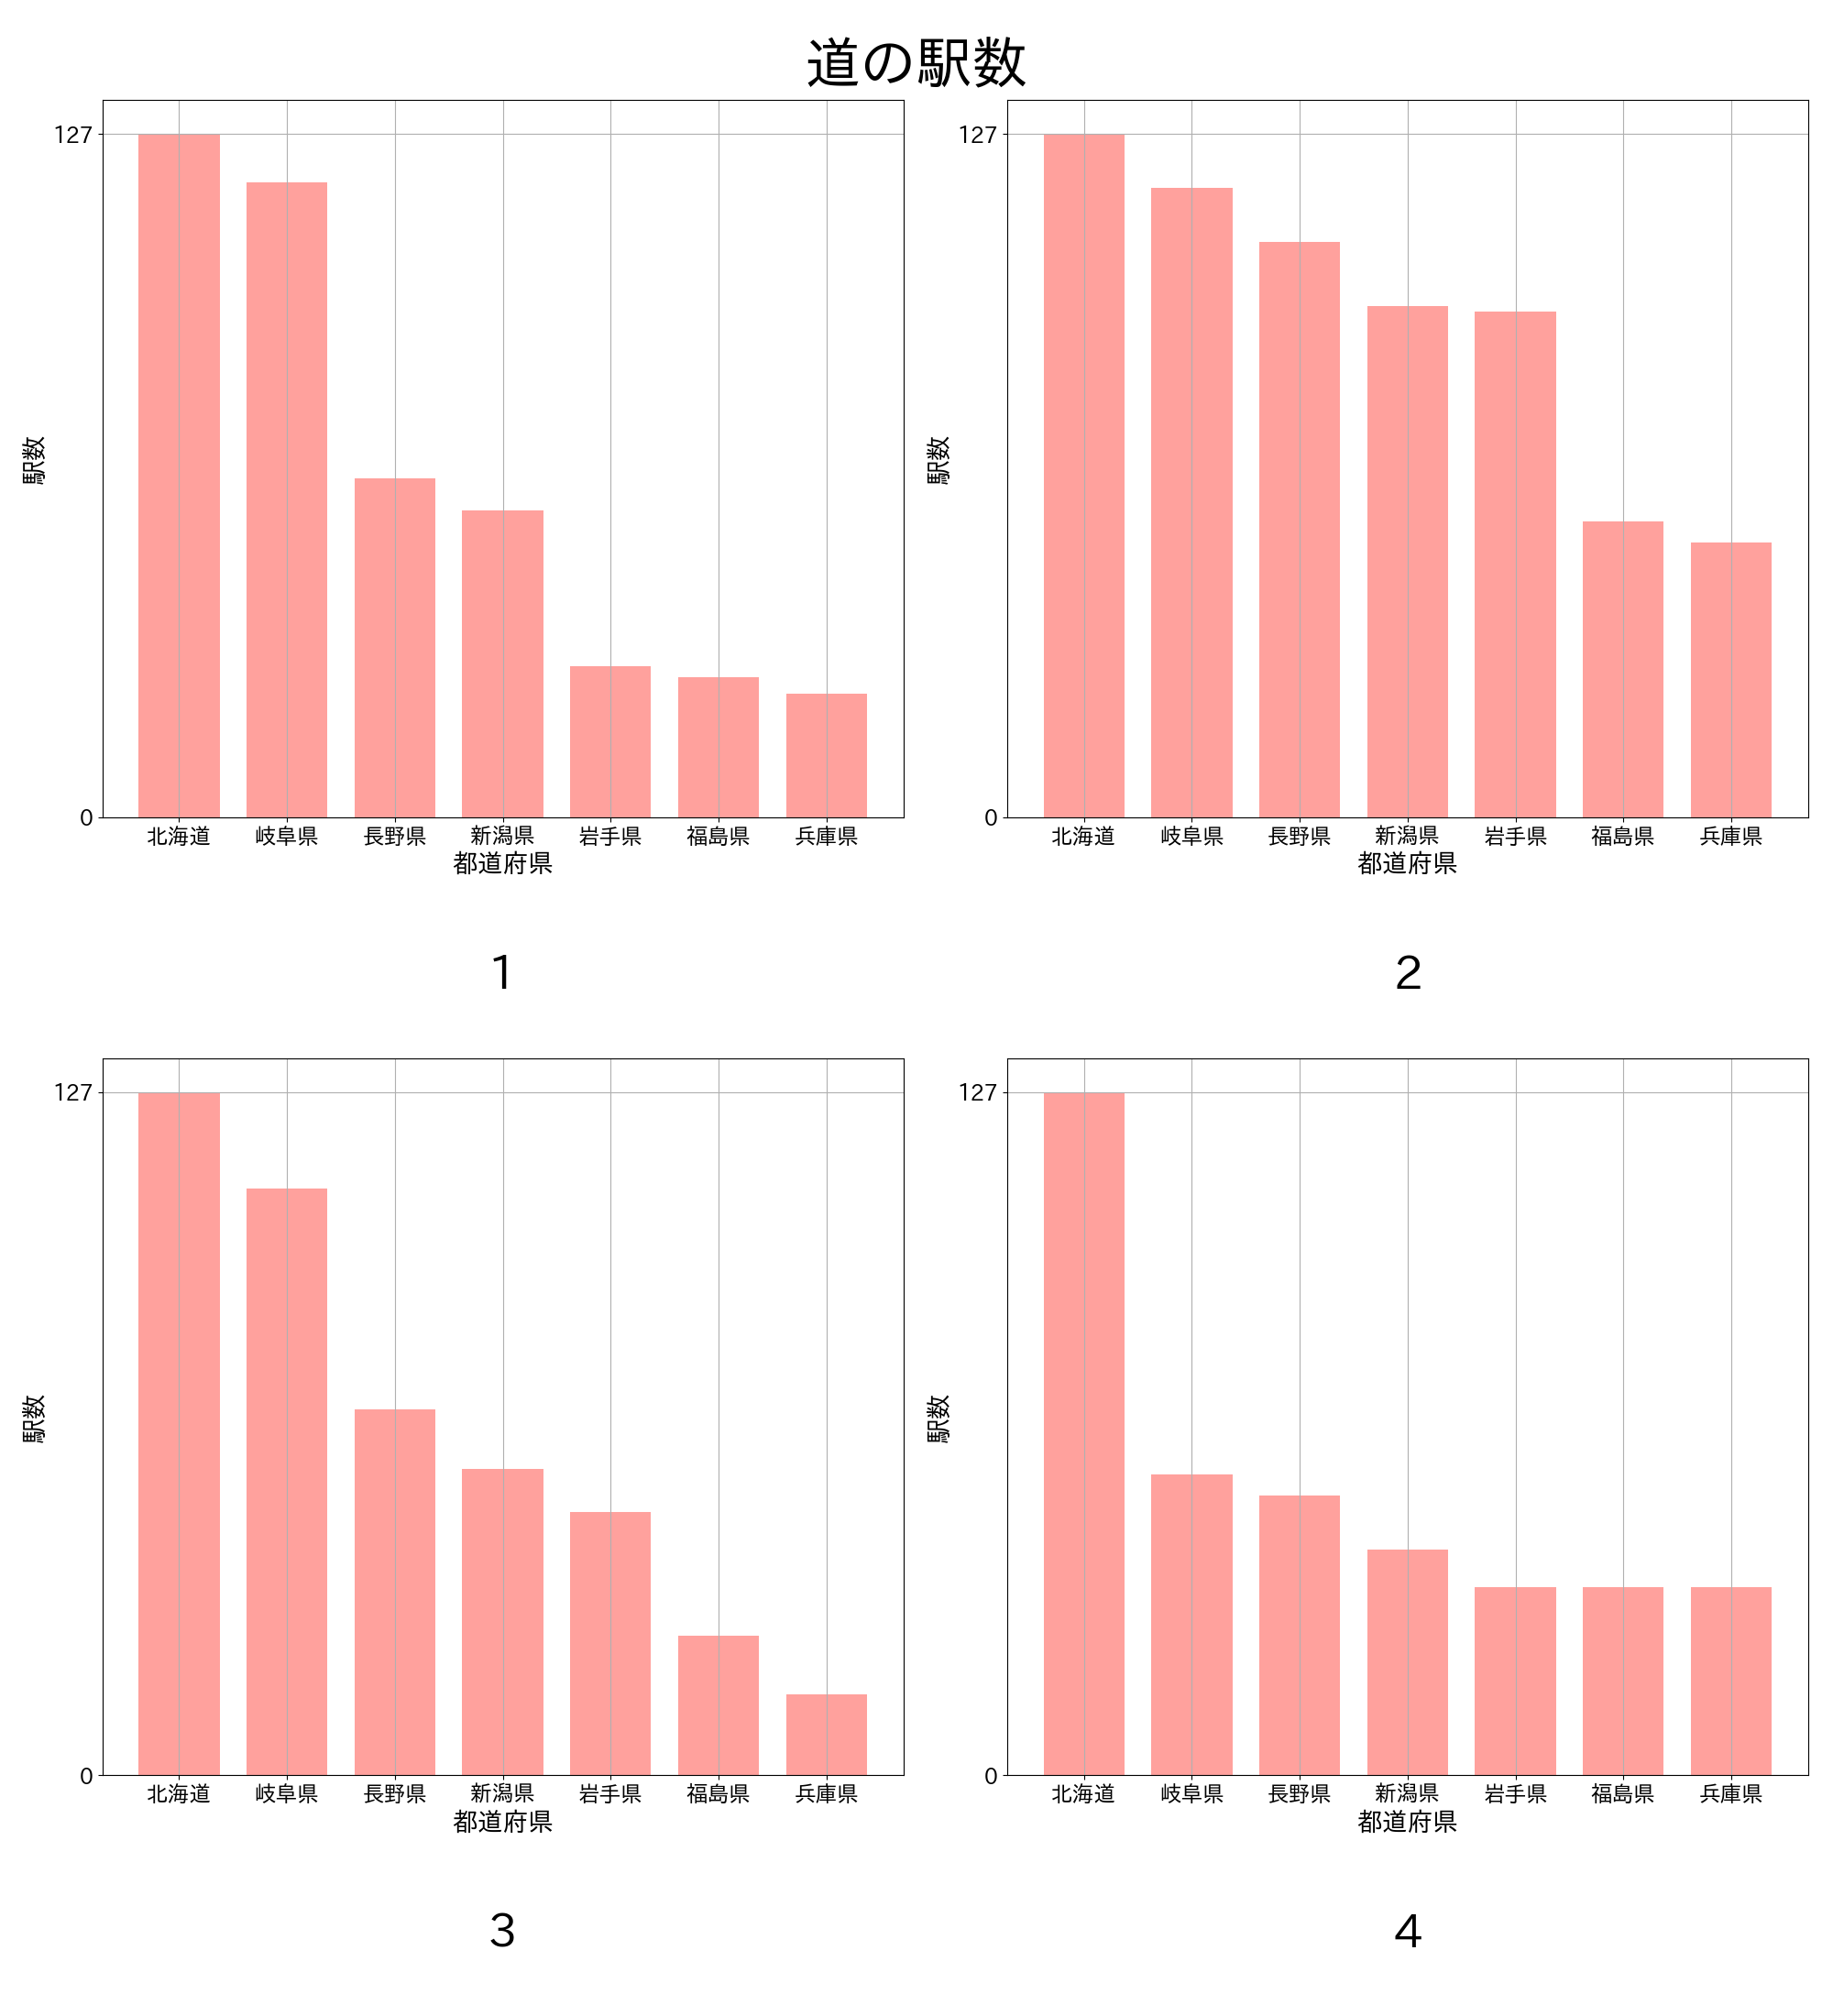 道の駅数
127
0
駅数
北海道 岐阜県 長野県 新潟県 岩手県 福島県 兵庫県
都道府県
1
127
0
駅数
北海道 岐阜県 長野県 新潟県 岩手県 福島県 兵庫県
都道府県
2
127
0
駅数
北海道 岐阜県 長野県 新潟県 岩手県 福島県 兵庫県
都道府県
3
127
0
駅数
北海道 岐阜県 長野県 新潟県 岩手県 福島県 兵庫県
都道府県
4